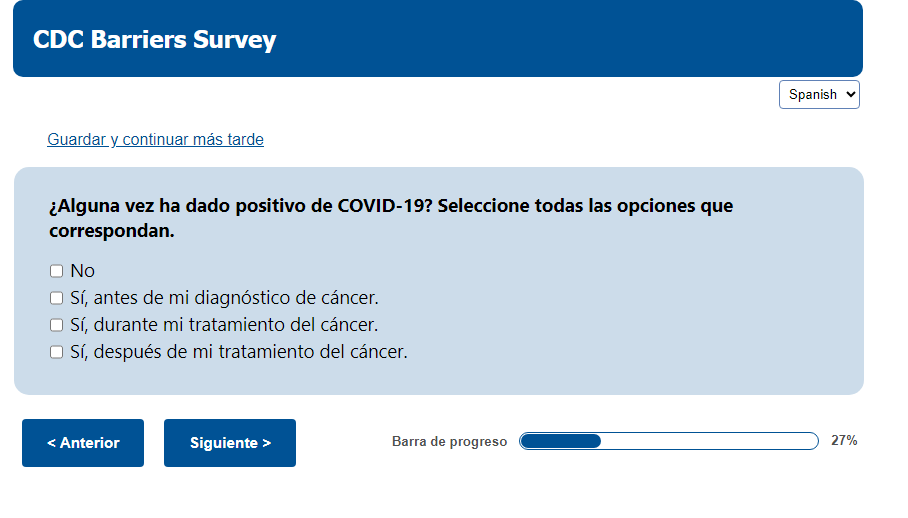 CDC Barriers Survey
Spanish
Guardar y continuar más tarde
¿Alguna vez ha dado positivo de COVID-19? Seleccione todas las opciones que
correspondan.
No
Sí, antes de mi diagnóstico de cáncer.
Sí, durante mi tratamiento del cáncer.
Sí, después de mi tratamiento del cáncer.
< Anterior
Siguiente >
Barra de progreso
27%